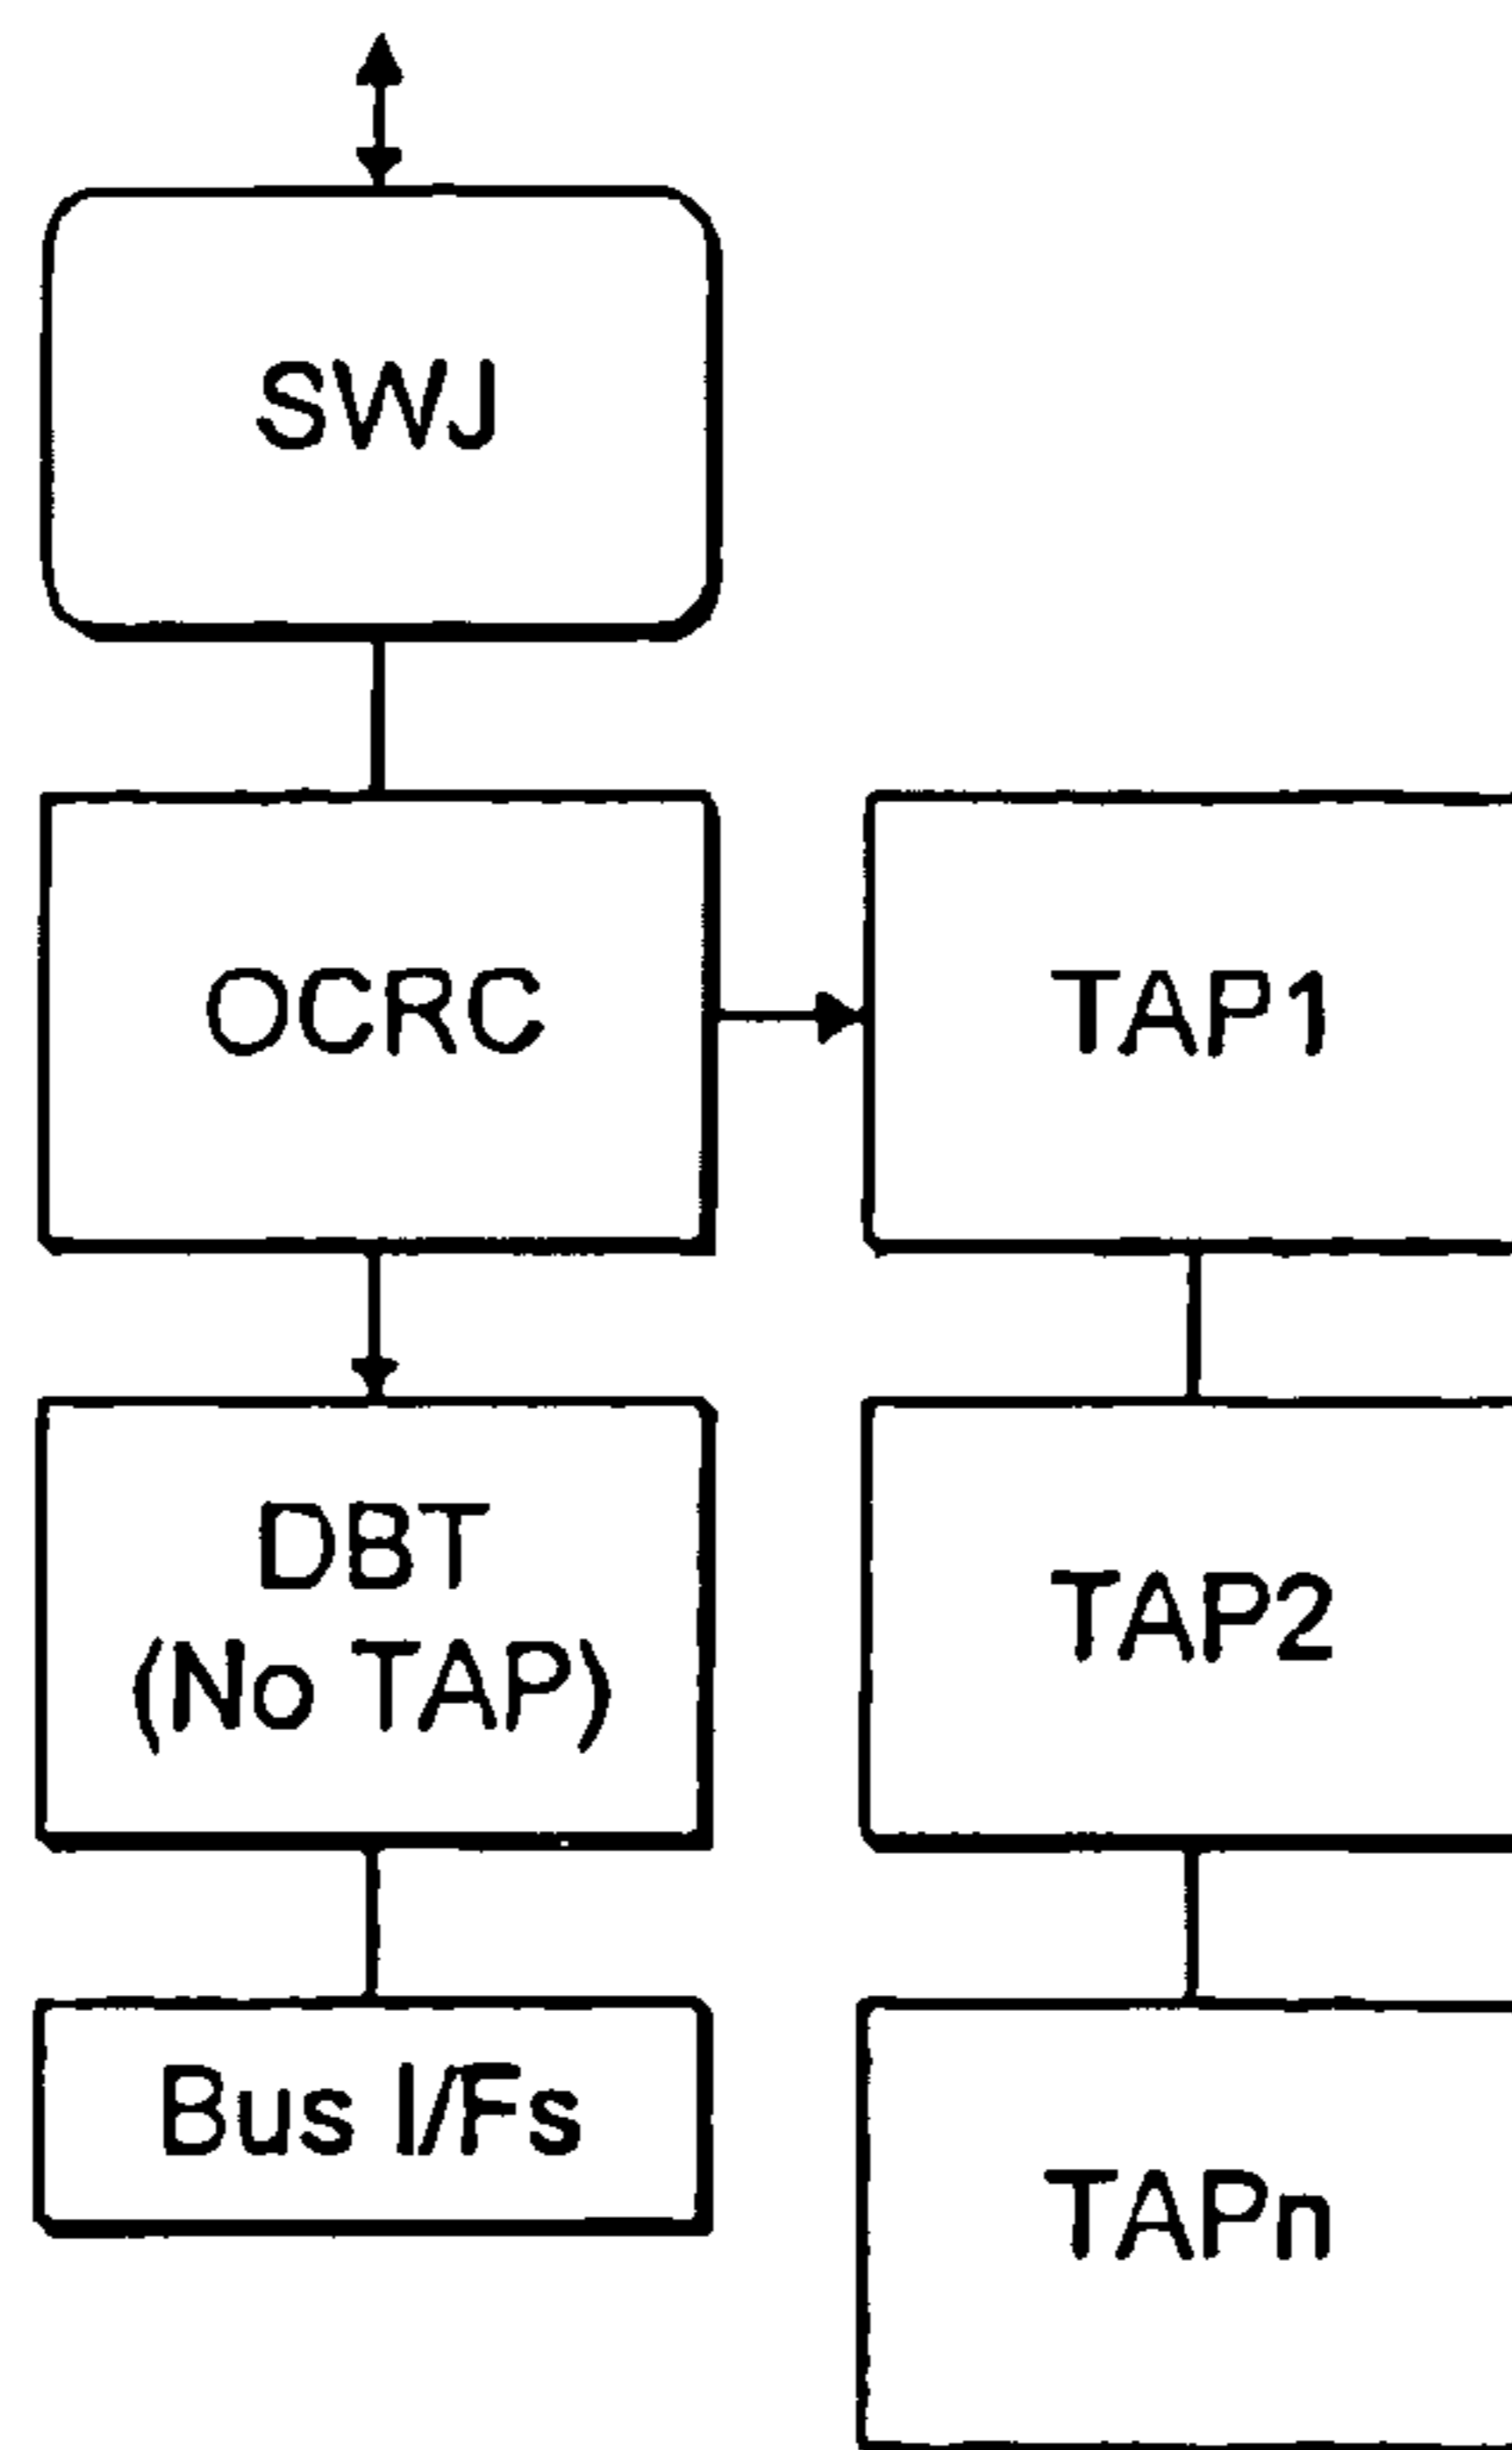 SWJ
OCRC
TAP1
DBT
(No TAP)
TAP2
Bus I/Fs
TAPn